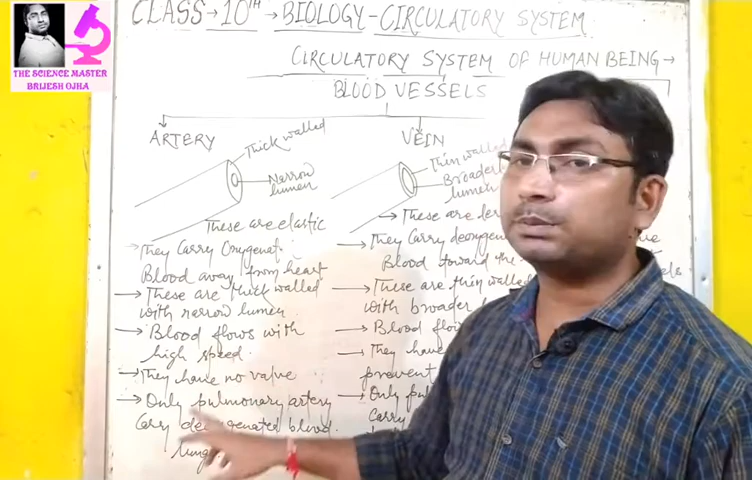 THE SCIENCE MASTER
BRIJESH OJHA
CLASS → 10TH → BIOLOGY-CIRCULATORY SYSTEM
CIRCULATORY SYSTEM OF HUMAN BEING →
BLOOD VESSELS
ARTERY
Thick walled
Narrow
lumen
These are elastic
They Carry Oxygenat
Blood away from heart
→ These are thick walled
with narrow lumen
→ Blood flows with
high speed.
→ They have no valve
→ Only pulmonary artery
Carry blood.
VEIN
Thin walled
Broader
lumen
→ These are
→ They Carry deoxygen
Blood toward the
→ These are thin walled
with broader
→ Blood
→ They have
prevent
→ Only
Carry